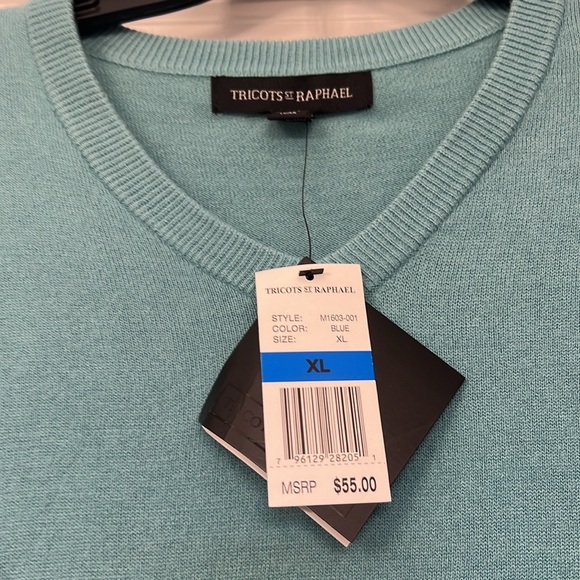 TRICOTS ST RAPHAEL
TRICOTS ST RAPHAEL
STYLE: M1603-001
COLOR: BLUE
SIZE: XL
XL
7 96129 28205 1
MSRP $55.00